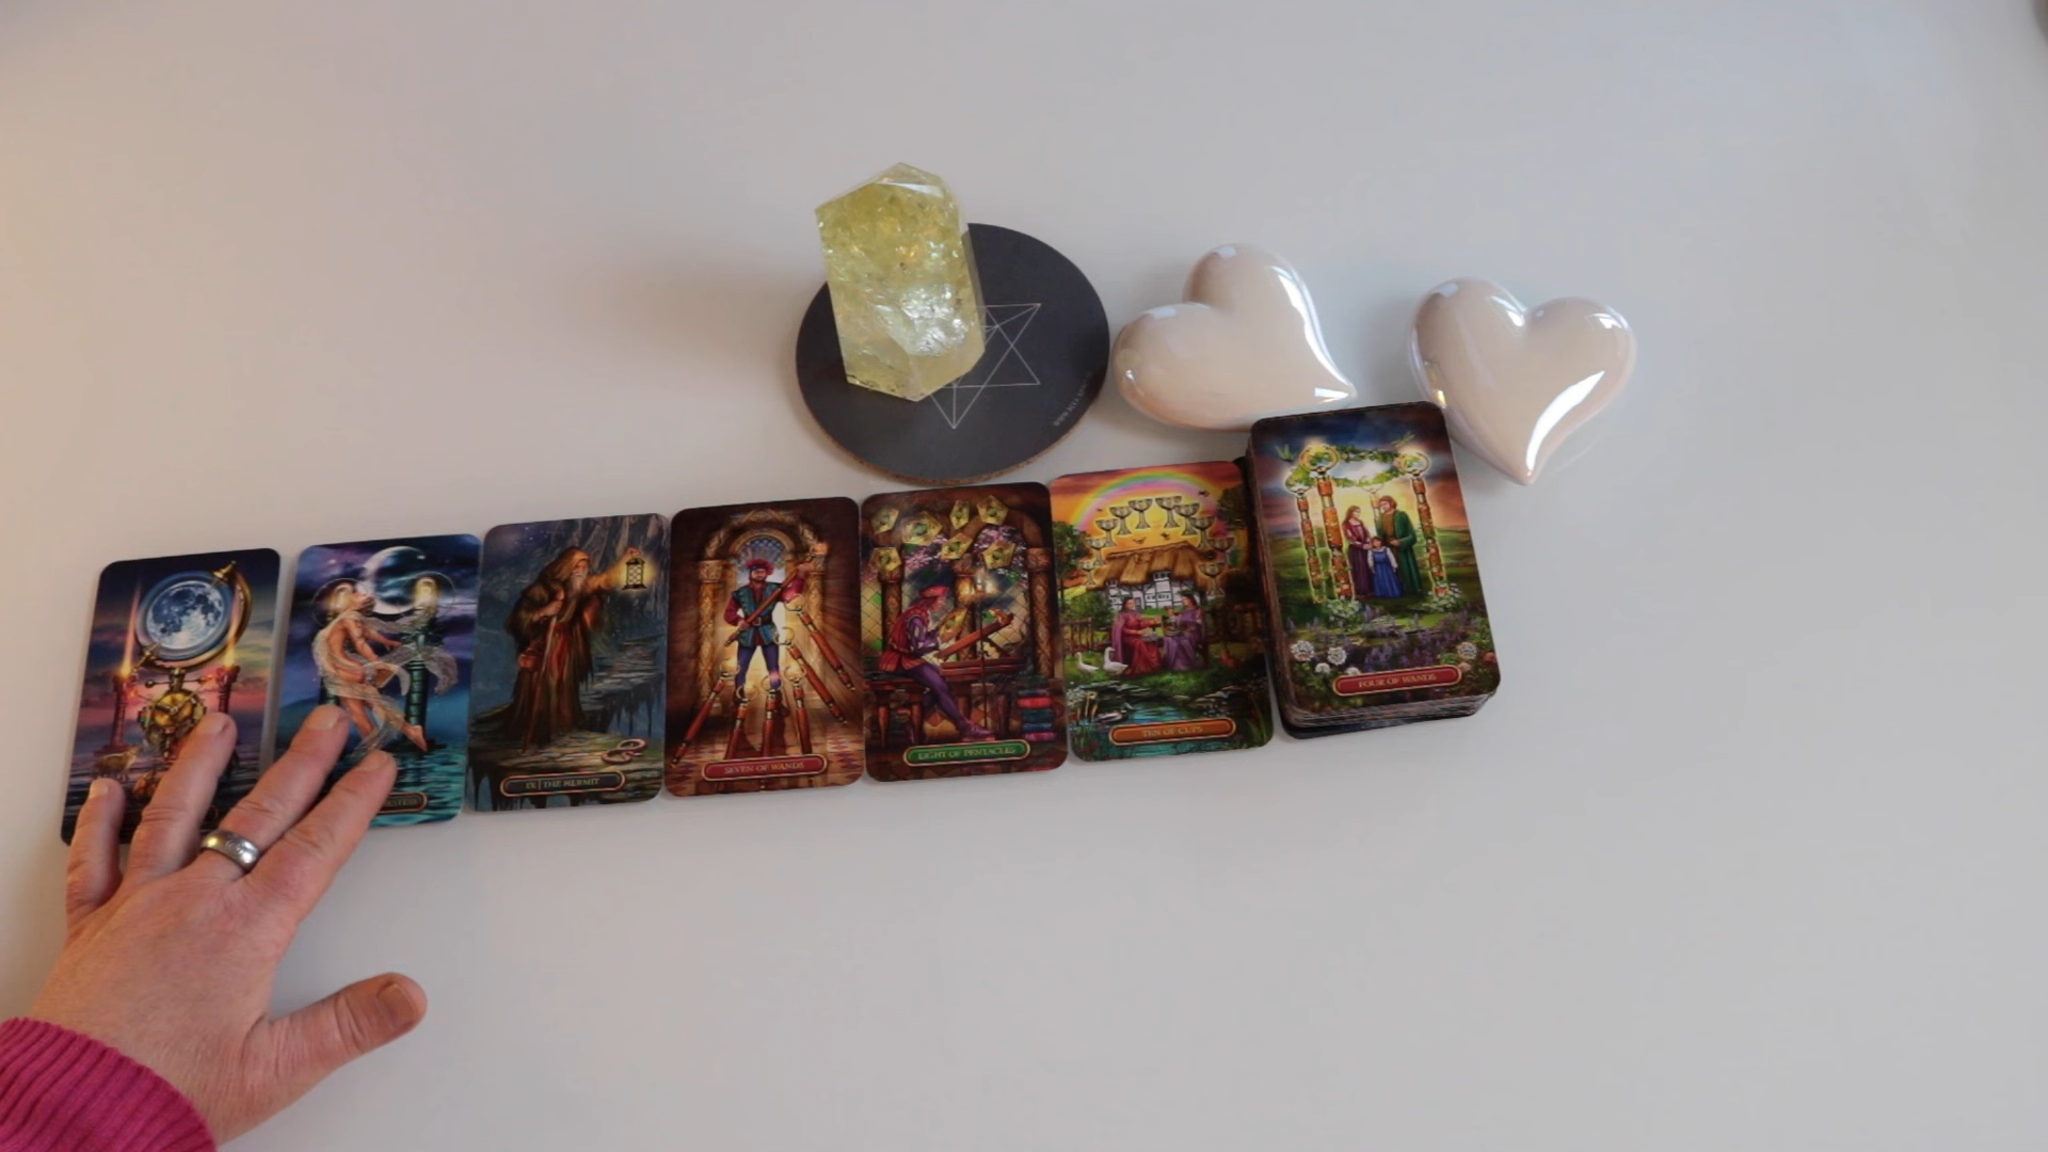 IX | THE HERMIT
SEVEN OF WANDS
EIGHT OF PENTACLES
TEN OF CUPS
FOUR OF WANDS